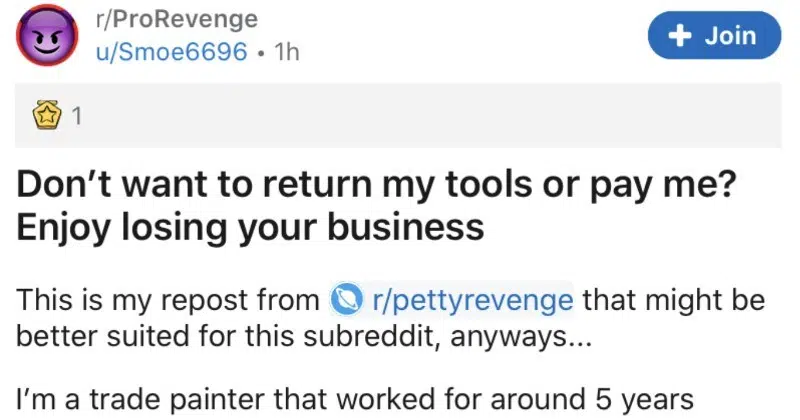 r/ProRevenge
u/Smoe6696 • 1h
+ Join
1
Don’t want to return my tools or pay me?
Enjoy losing your business
This is my repost from r/pettyrevenge that might be
better suited for this subreddit, anyways...
I’m a trade painter that worked for around 5 years